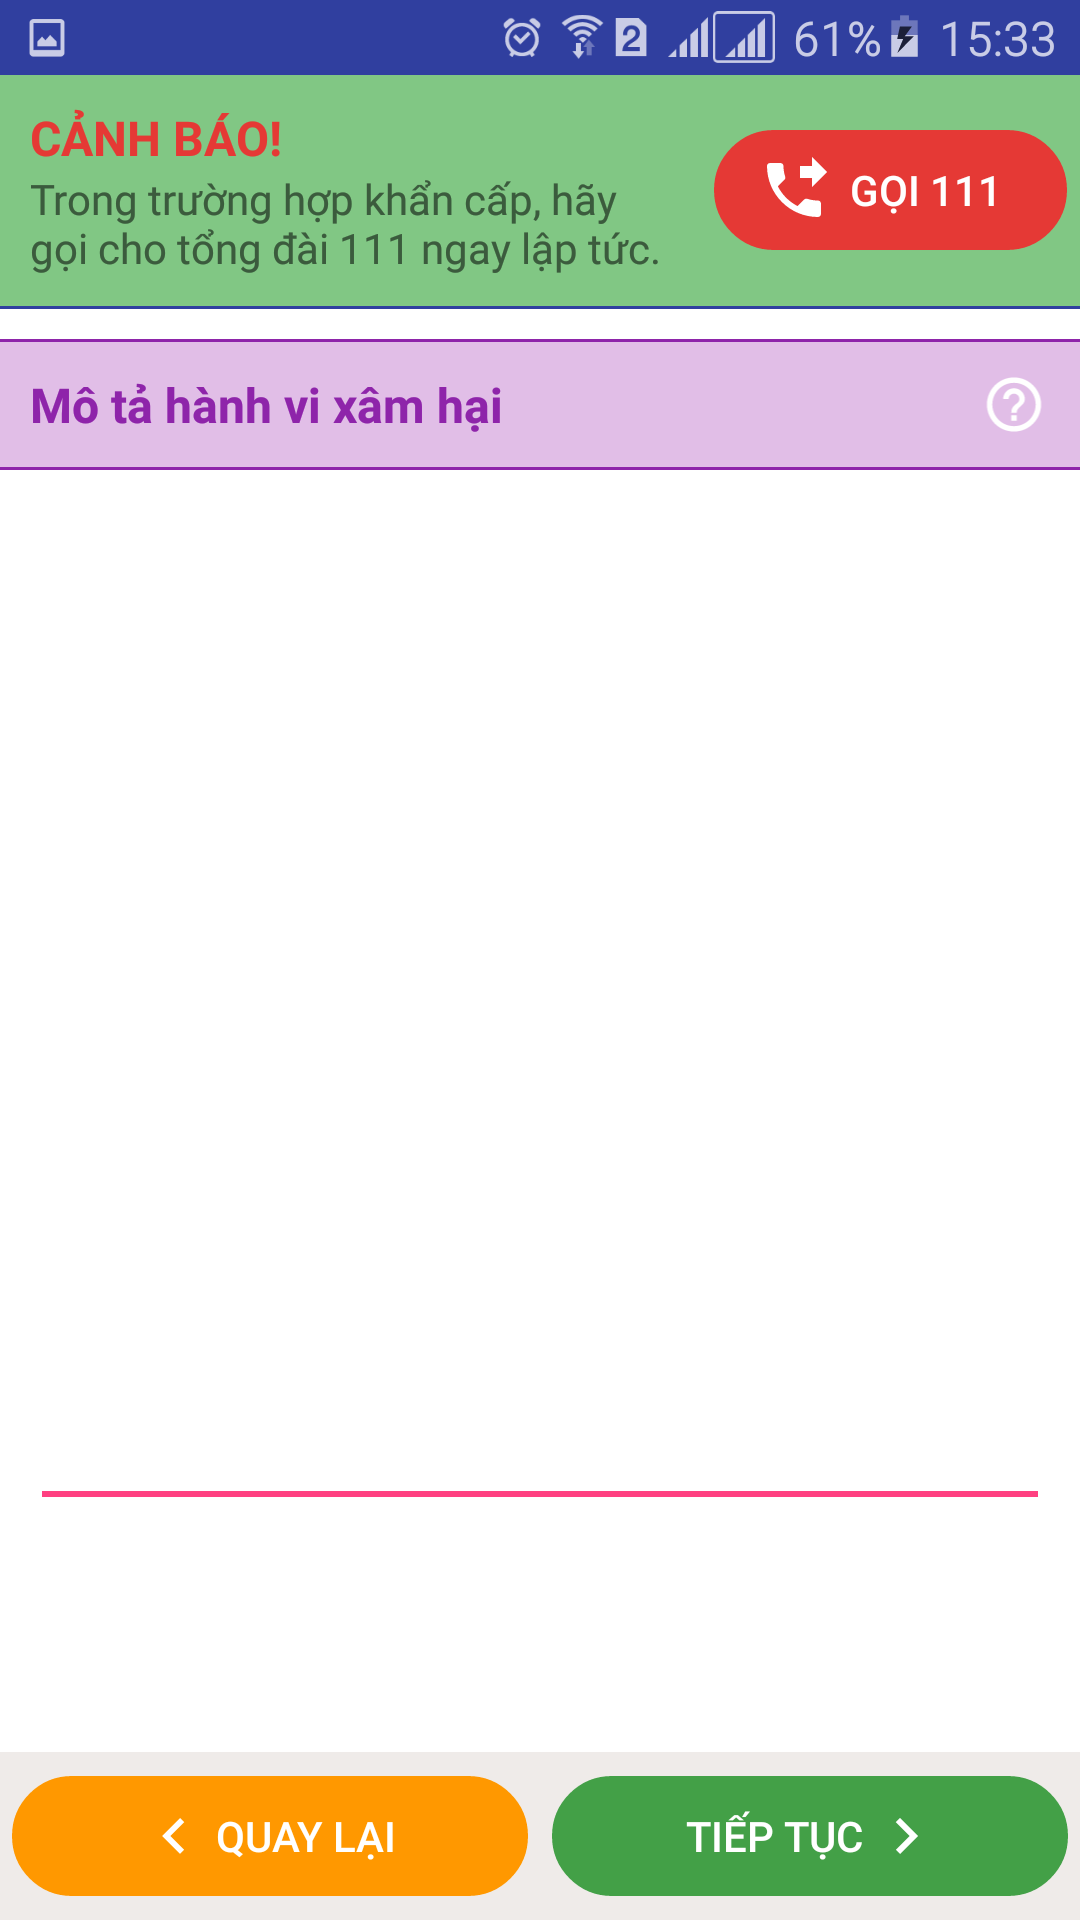 2 61% 15:33
CẢNH BÁO!
Trong trường hợp khẩn cấp, hãy
gọi cho tổng đài 111 ngay lập tức.
GỌI 111
Mô tả hành vi xâm hại
QUAY LẠI
TIẾP TỤC